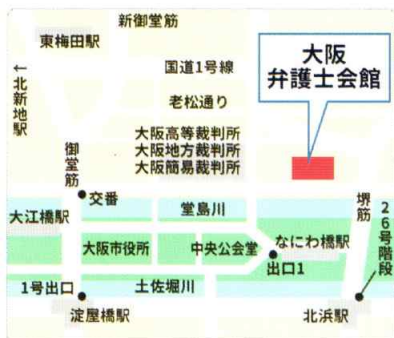 新御堂筋
東梅田駅
大阪
弁護士会館
国道1号線
←北新地駅
老松通り
大阪高等裁判所
大阪地方裁判所
大阪簡易裁判所
御堂筋
交番
堺筋
26号階段
大江橋駅
堂島川
大阪市役所
中央公会堂
なにわ橋駅
出口1
1号出口
土佐堀川
淀屋橋駅
北浜駅